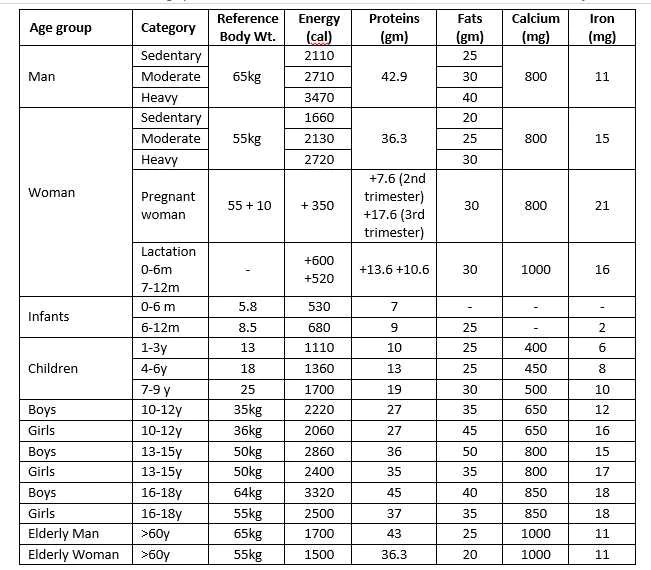 Age group Category Reference Body Wt. Energy (cal) Proteins (gm) Fats (gm) Calcium (mg) Iron (mg)
Man Sedentary 65kg 2110 42.9 25 800 11
Moderate 2710 30
Heavy 3470 40
Woman Sedentary 55kg 1660 36.3 20 800 15
Moderate 2130 25
Heavy 2720 30
Pregnant woman 55 + 10 + 350 +7.6 (2nd trimester) +17.6 (3rd trimester) 30 800 21
Lactation 0-6m 7-12m - +600 +520 +13.6 +10.6 30 1000 16
Infants 0-6 m 5.8 530 7 - - -
6-12m 8.5 680 9 25 - 2
Children 1-3y 13 1110 10 25 400 6
4-6y 18 1360 13 25 450 8
7-9 y 25 1700 19 30 500 10
Boys 10-12y 35kg 2220 27 35 650 12
Girls 10-12y 36kg 2060 27 45 650 16
Boys 13-15y 50kg 2860 36 50 800 15
Girls 13-15y 50kg 2400 35 35 800 17
Boys 16-18y 64kg 3320 45 40 850 18
Girls 16-18y 55kg 2500 37 35 850 18
Elderly Man >60y 65kg 1700 43 25 1000 11
Elderly Woman >60y 55kg 1500 36.3 20 1000 11